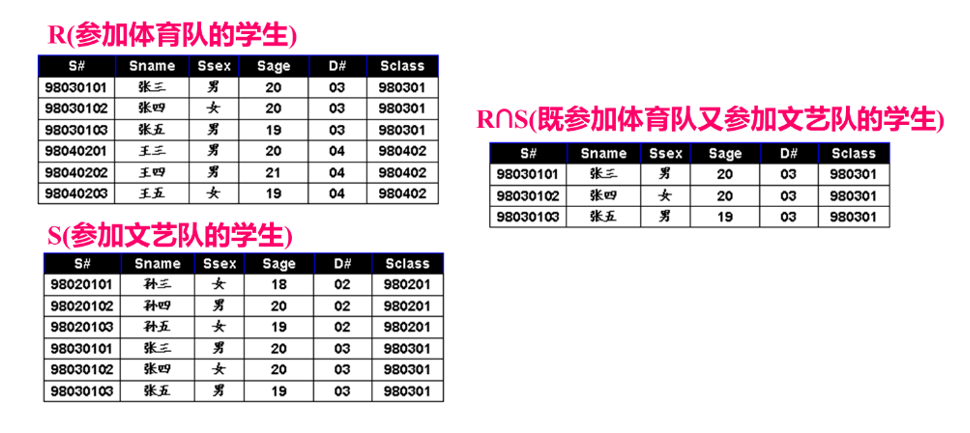 R(参加体育队的学生)
S# Sname Ssex Sage D# Sclass
98030101 张三 男 20 03 980301
98030102 张四 女 20 03 980301
98030103 张五 男 19 03 980301
98040201 王三 男 20 04 980402
98040202 王四 男 21 04 980402
98040203 王五 女 19 04 980402
S(参加文艺队的学生)
S# Sname Ssex Sage D# Sclass
98020101 孙三 女 18 02 980201
98020102 孙四 男 20 02 980201
98020103 孙五 女 19 02 980201
98030101 张三 男 20 03 980301
98030102 张四 女 20 03 980301
98030103 张五 男 19 03 980301
R∩S(既参加体育队又参加文艺队的学生)
S# Sname Ssex Sage D# Sclass
98030101 张三 男 20 03 980301
98030102 张四 女 20 03 980301
98030103 张五 男 19 03 980301